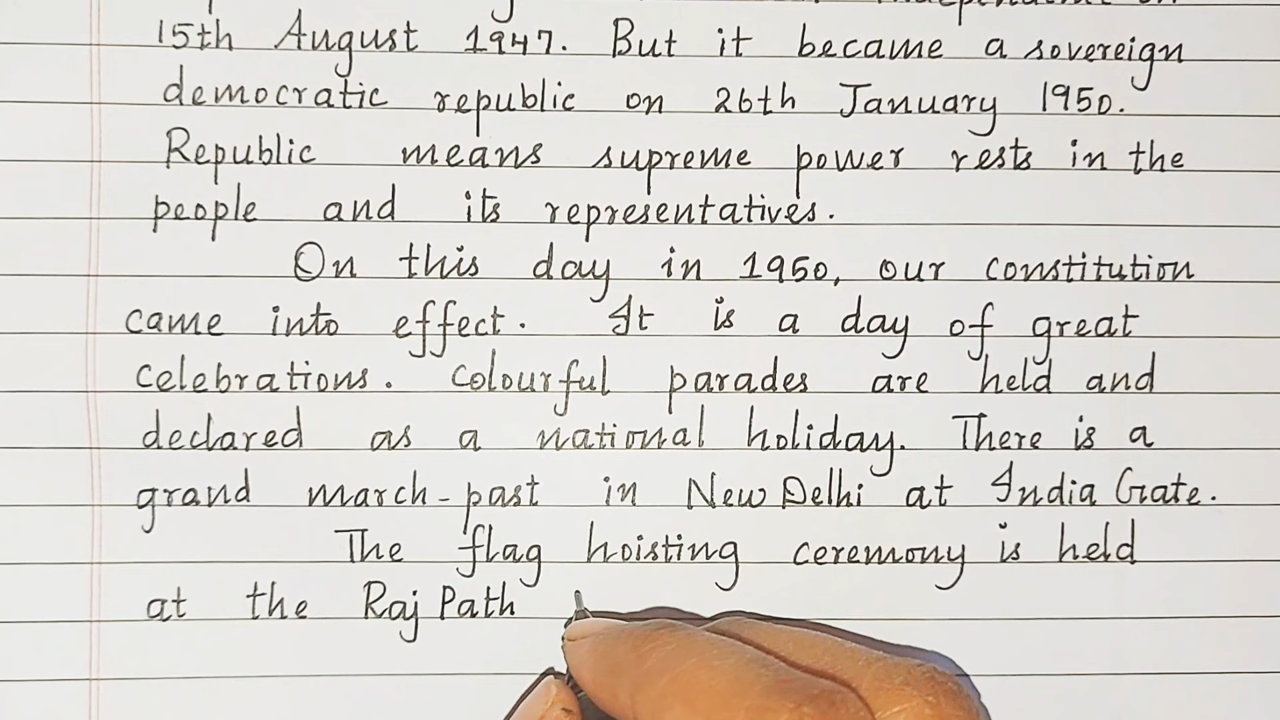 Independent on
15th August 1947. But it became a sovereign
democratic republic on 26th January 1950.
Republic means supreme power rests in the
people and its representatives.
On this day in 1950, our constitution
came into effect. It is a day of great
celebrations. Colourful parades are held and
declared as a national holiday. There is a
grand march-past in New Delhi at India Gate.
The flag hoisting ceremony is held
at the Raj Path